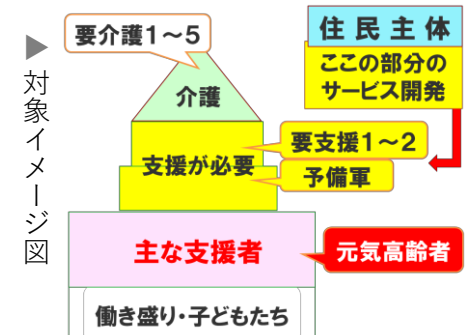 ▶対象イメージ図
要介護1～5
住民主体
ここの部分の
サービス開発
介護
要支援1～2
支援が必要
予備軍
主な支援者
元気高齢者
働き盛り・子どもたち